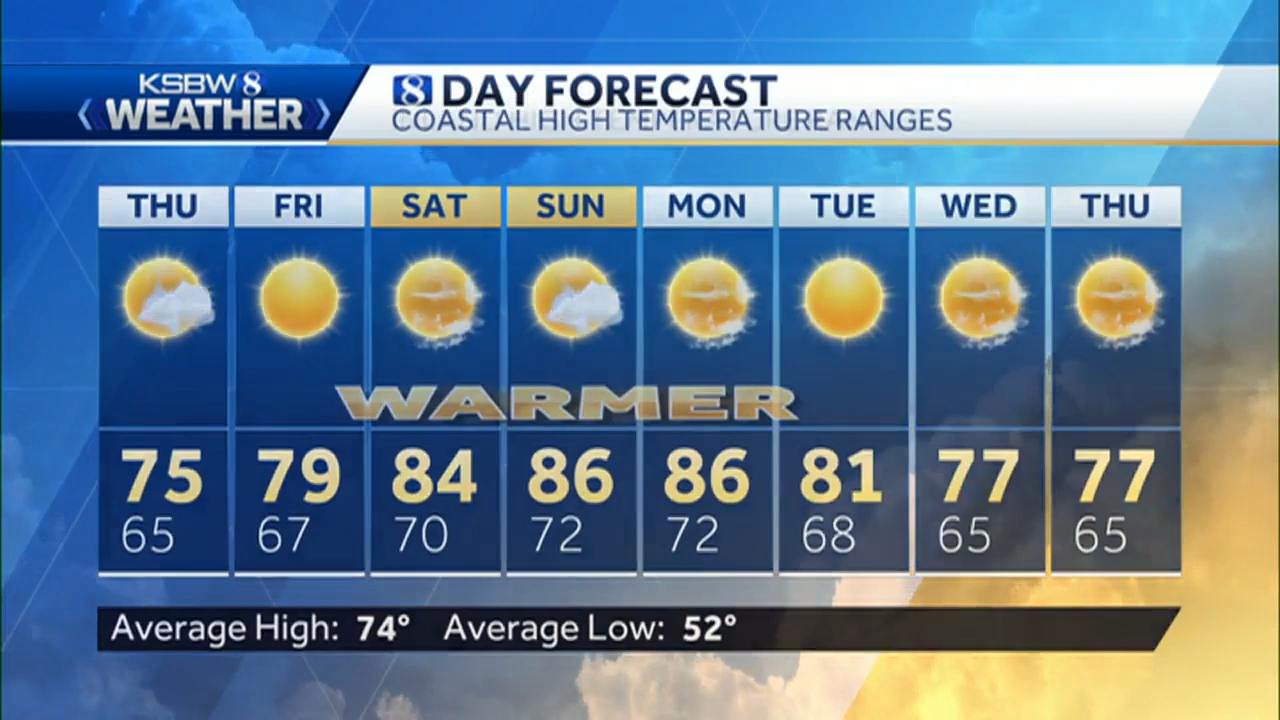 KSBW 8
WEATHER
8 DAY FORECAST
COASTAL HIGH TEMPERATURE RANGES
THU FRI SAT SUN MON TUE WED THU
WARMER
75 79 84 86 86 81 77 77
65 67 70 72 72 68 65 65
Average High: 74° Average Low: 52°